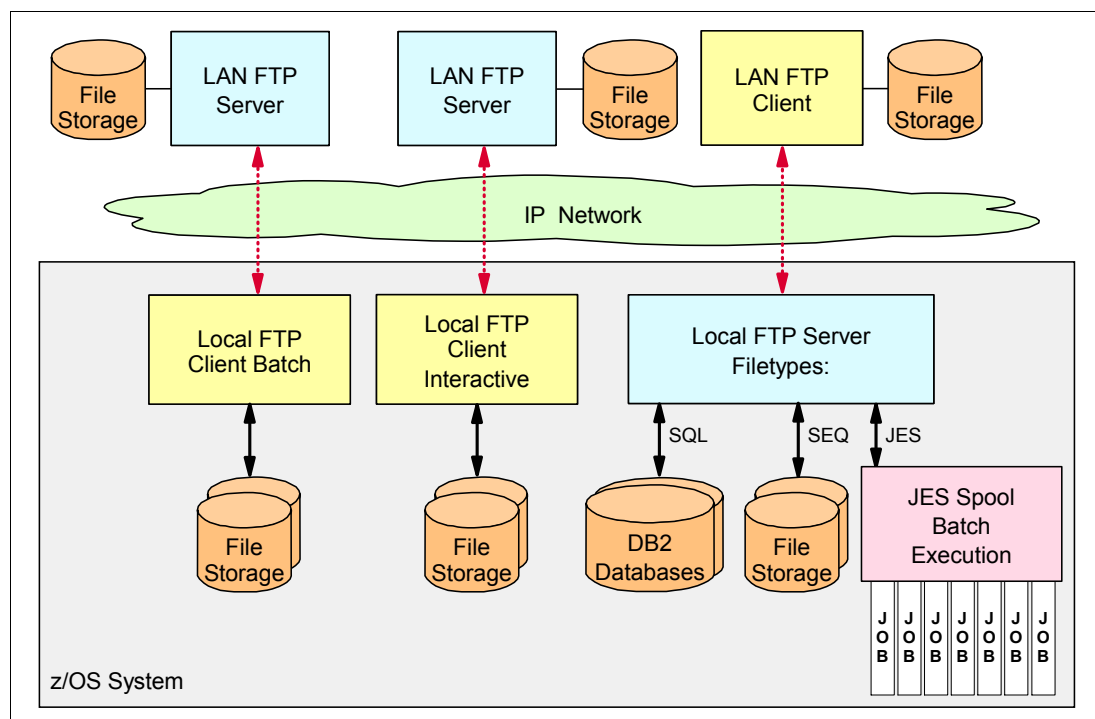 File
Storage
LAN FTP
Server
LAN FTP
Server
File
Storage
LAN FTP
Client
File
Storage
IP Network
Local FTP
Client Batch
Local FTP
Client
Interactive
Local FTP Server
Filetypes:
SQL
SEQ
JES
File
Storage
File
Storage
DB2
Databases
File
Storage
JES Spool
Batch
Execution
JOB
JOB
JOB
JOB
JOB
JOB
JOB
z/OS System